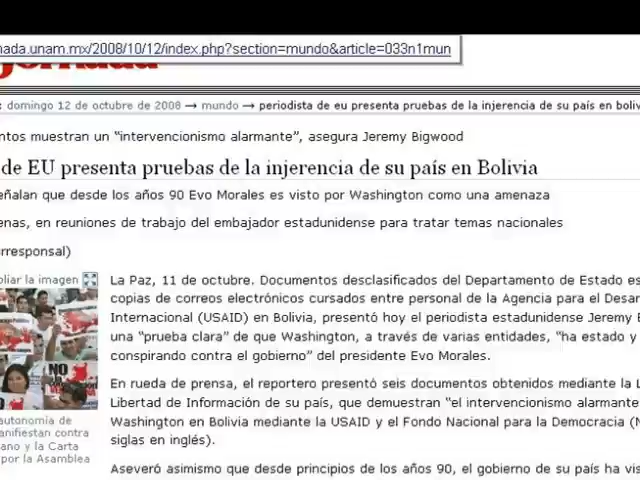 nada.unam.mx/2008/10/12/index.php?section=mundo&article=033n1mun
Jornada
: domingo 12 de octubre de 2008 → mundo → periodista de eu presenta pruebas de la injerencia de su país en boliv
ntos muestran un “intervencionismo alarmante”, asegura Jeremy Bigwood
de EU presenta pruebas de la injerencia de su país en Bolivia
eñalan que desde los años 90 Evo Morales es visto por Washington como una amenaza
enas, en reuniones de trabajo del embajador estadunidense para tratar temas nacionales
rresponsal)
pliar la imagen
La Paz, 11 de octubre. Documentos desclasificados del Departamento de Estado es
copias de correos electrónicos cursados entre personal de la Agencia para el Desar
Internacional (USAID) en Bolivia, presentó hoy el periodista estadunidense Jeremy B
una “prueba clara” de que Washington, a través de varias entidades, “ha estado y
conspirando contra el gobierno” del presidente Evo Morales.
En rueda de prensa, el reportero presentó seis documentos obtenidos mediante la L
Libertad de Información de su país, que demuestran “el intervencionismo alarmante
Washington en Bolivia mediante la USAID y el Fondo Nacional para la Democracia (N
siglas en inglés).
Aseveró asimismo que desde principios de los años 90, el gobierno de su país ha vis
NO
autonomía de
anifiestan contra
ano y la Carta
por la Asamblea